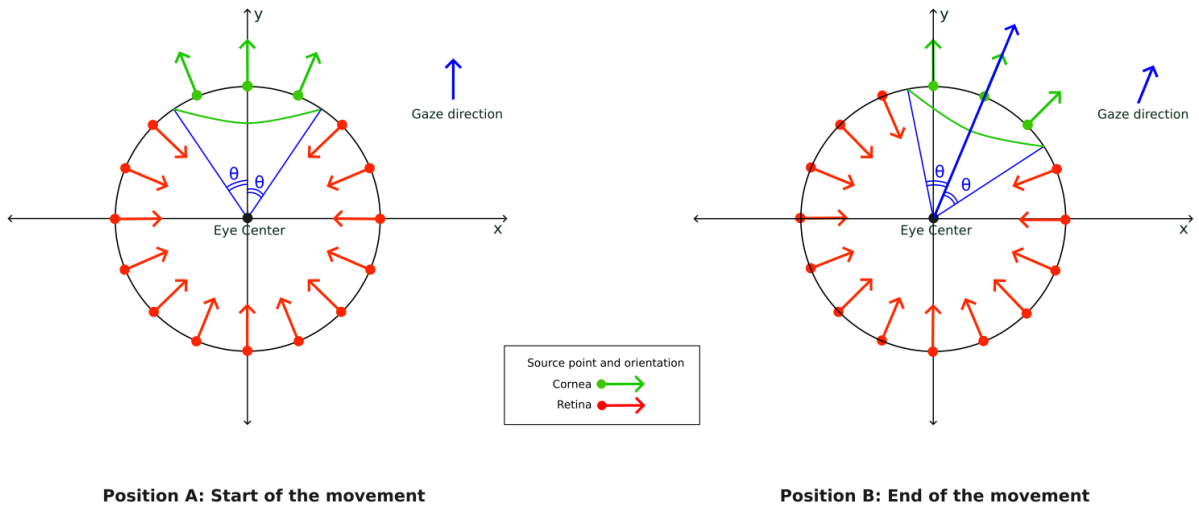 y
Gaze direction
θ
θ
x
Eye Center
y
Gaze direction
θ
θ
x
Eye Center
Source point and orientation
Cornea
Retina
Position A: Start of the movement
Position B: End of the movement